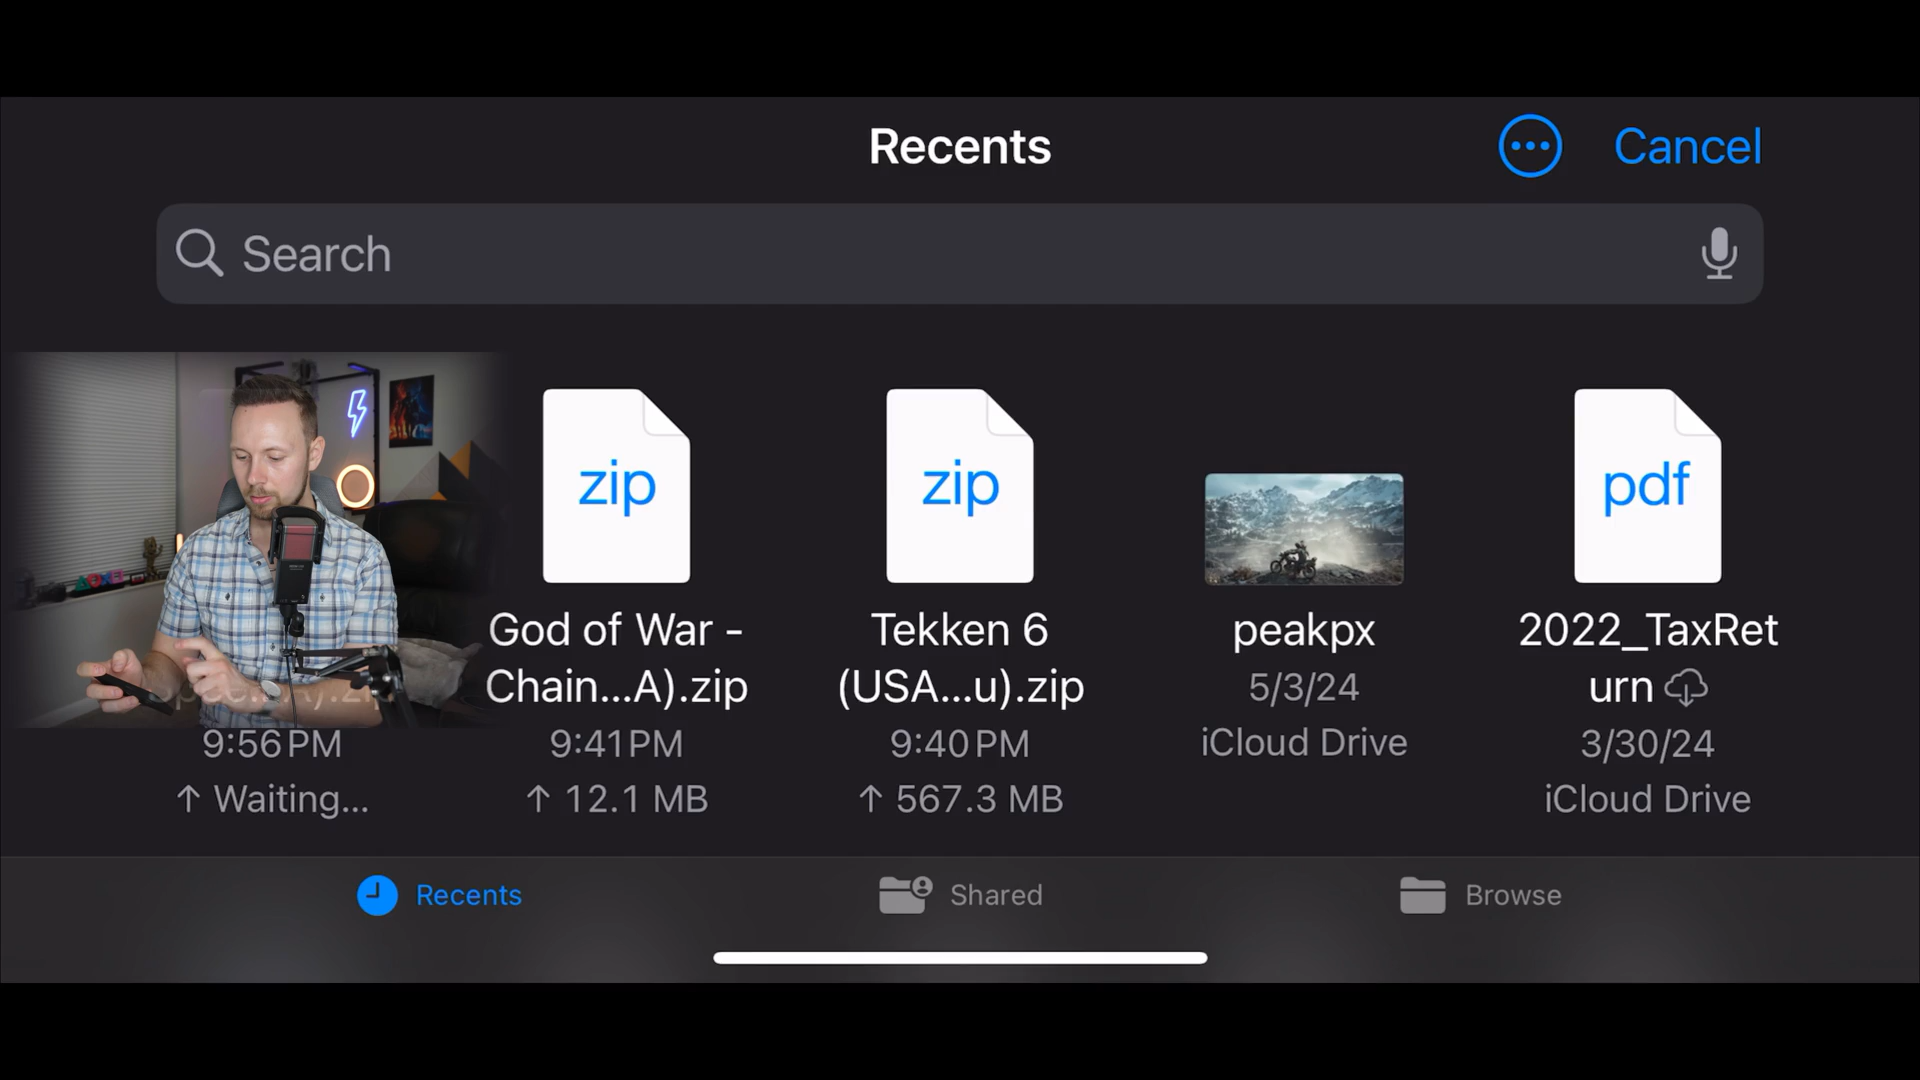 Recents
Cancel
Search
zip
zip
pdf
God of War -
Chain...A).zip
9:41 PM
↑ 12.1 MB
Tekken 6
(USA...u).zip
9:40 PM
↑ 567.3 MB
peakpx
5/3/24
iCloud Drive
2022_TaxRet
urn
3/30/24
iCloud Drive
9:56 PM
↑ Waiting...
Recents
Shared
Browse